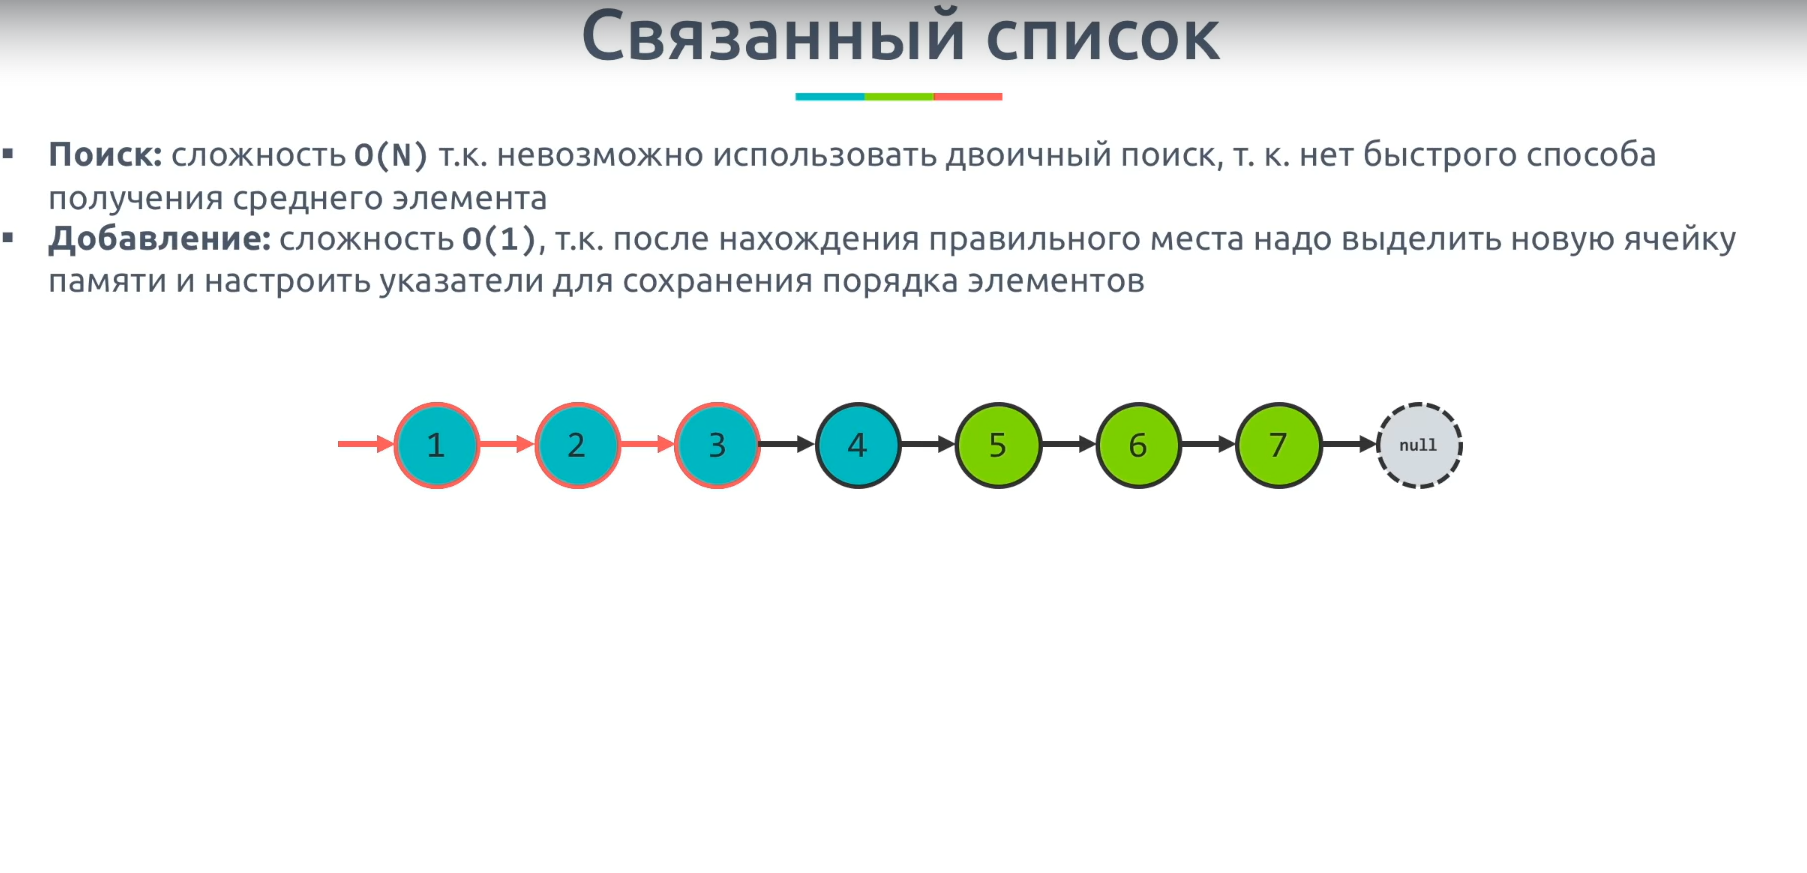 Связанный список
▪ Поиск: сложность O(N) т.к. невозможно использовать двоичный поиск, т. к. нет быстрого способа
получения среднего элемента
▪ Добавление: сложность O(1), т.к. после нахождения правильного места надо выделить новую ячейку
памяти и настроить указатели для сохранения порядка элементов
1 2 3 4 5 6 7 null